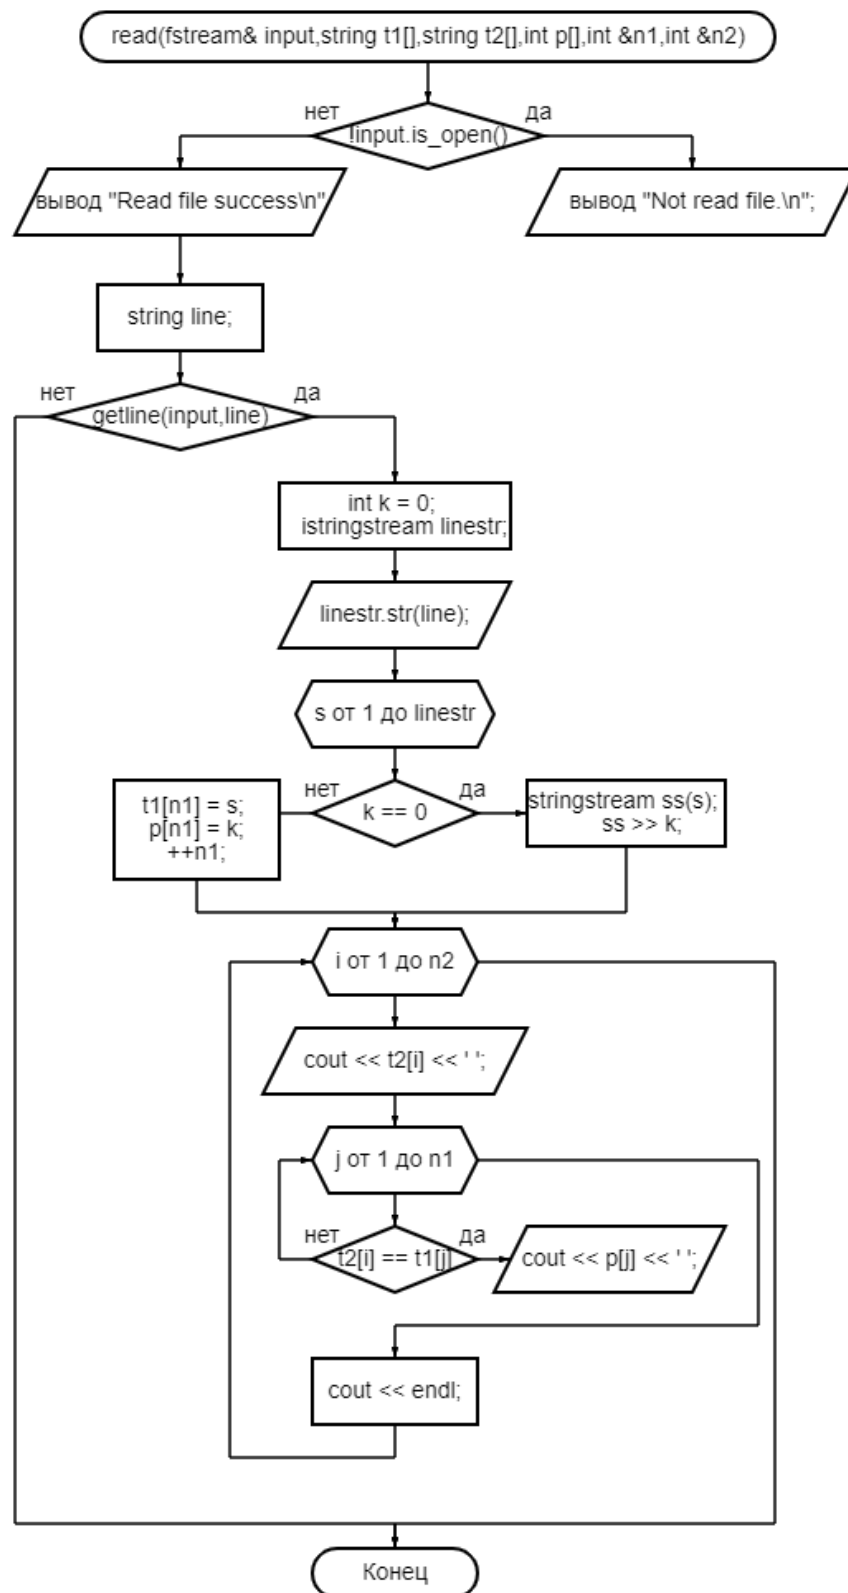 read(fstream& input,string t1[],string t2[],int p[],int &n1,int &n2)
нет
да
!input.is_open()
вывод "Read file success\n"
вывод "Not read file.\n";
string line;
нет
да
getline(input,line)
int k = 0;
istringstream linestr;
linestr.str(line);
s от 1 до linestr
нет
да
t1[n1] = s;
p[n1] = k;
++n1;
k == 0
stringstream ss(s);
ss >> k;
i от 1 до n2
cout << t2[i] << ' ';
j от 1 до n1
нет
да
t2[i] == t1[j]
cout << p[j] << ' ';
cout << endl;
Конец